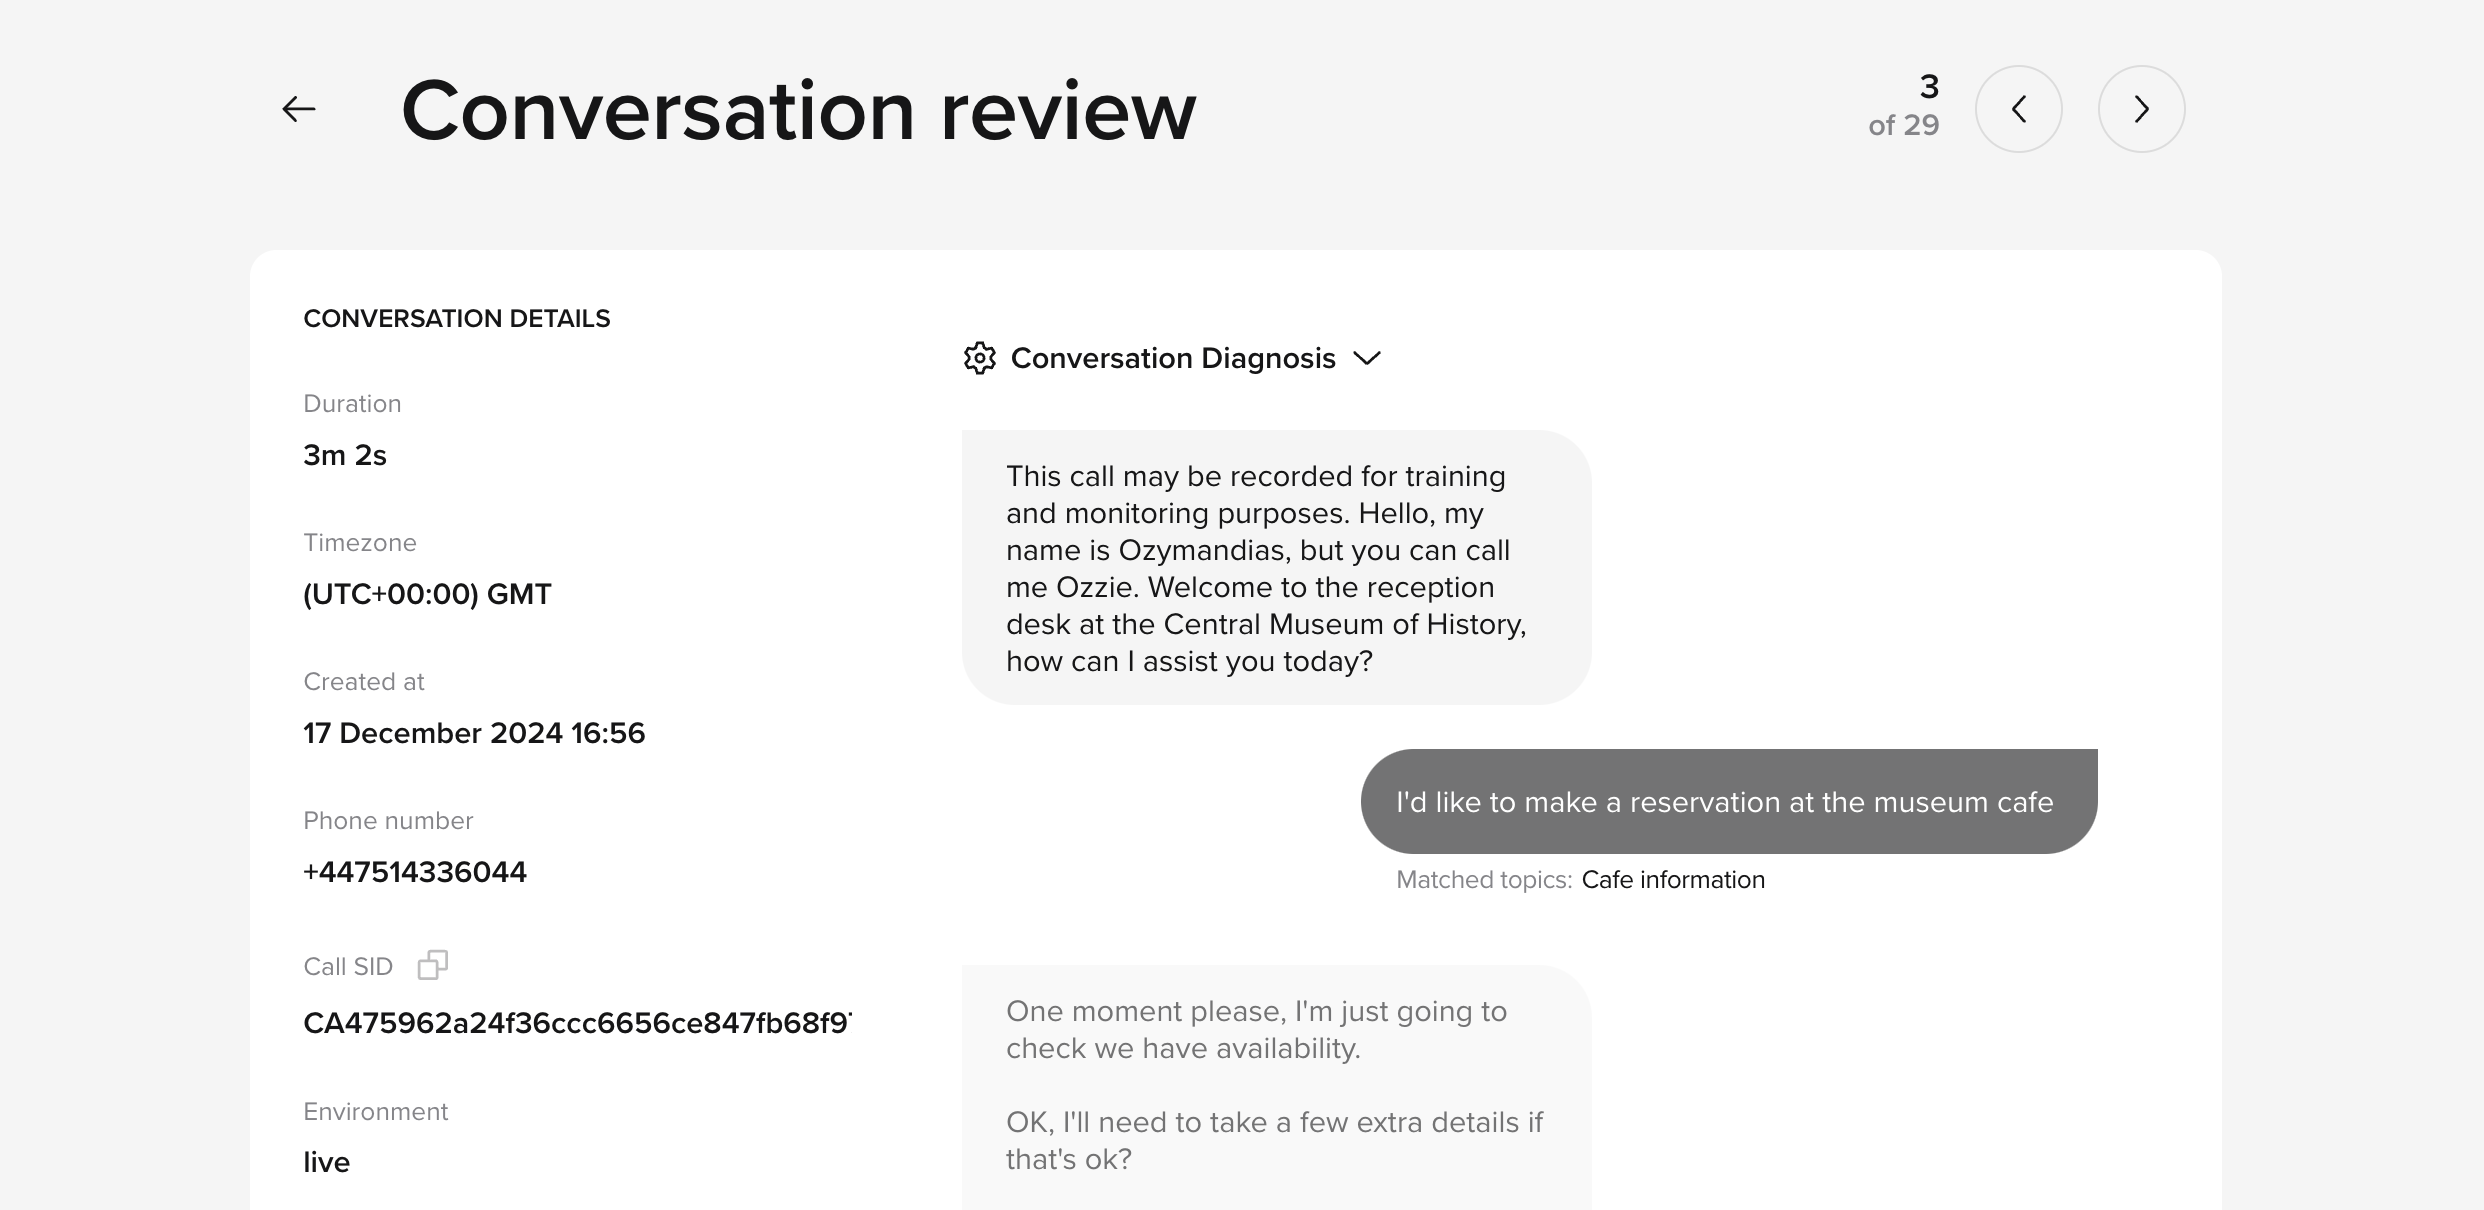 Conversation review
3
of 29
CONVERSATION DETAILS
Duration
3m 2s
Timezone
(UTC+00:00) GMT
Created at
17 December 2024 16:56
Phone number
+447514336044
Call SID
CA475962a24f36ccc6656ce847fb68f9
Environment
live
Conversation Diagnosis
This call may be recorded for training
and monitoring purposes. Hello, my
name is Ozymandias, but you can call
me Ozzie. Welcome to the reception
desk at the Central Museum of History,
how can I assist you today?
I'd like to make a reservation at the museum cafe
Matched topics: Cafe information
One moment please, I'm just going to
check we have availability.
OK, I'll need to take a few extra details if
that's ok?